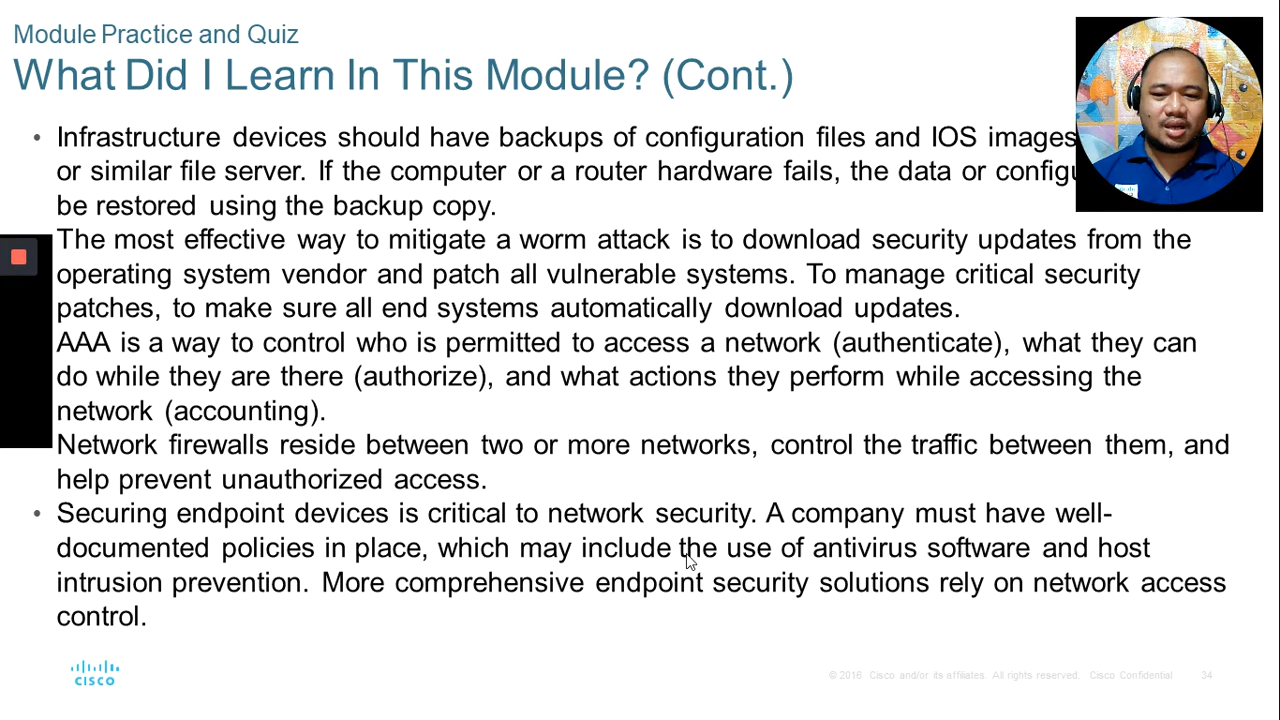 Module Practice and Quiz
What Did I Learn In This Module? (Cont.)
• Infrastructure devices should have backups of configuration files and IOS images
or similar file server. If the computer or a router hardware fails, the data or
be restored using the backup copy.
The most effective way to mitigate a worm attack is to download security updates from the
operating system vendor and patch all vulnerable systems. To manage critical security
patches, to make sure all end systems automatically download updates.
AAA is a way to control who is permitted to access a network (authenticate), what they can
do while they are there (authorize), and what actions they perform while accessing the
network (accounting).
Network firewalls reside between two or more networks, control the traffic between them, and
help prevent unauthorized access.
• Securing endpoint devices is critical to network security. A company must have well-
documented policies in place, which may include the use of antivirus software and host
intrusion prevention. More comprehensive endpoint security solutions rely on network access
control.
CISCO
© 2016 Cisco and/or its affiliates. All rights reserved. Cisco Confidential 34